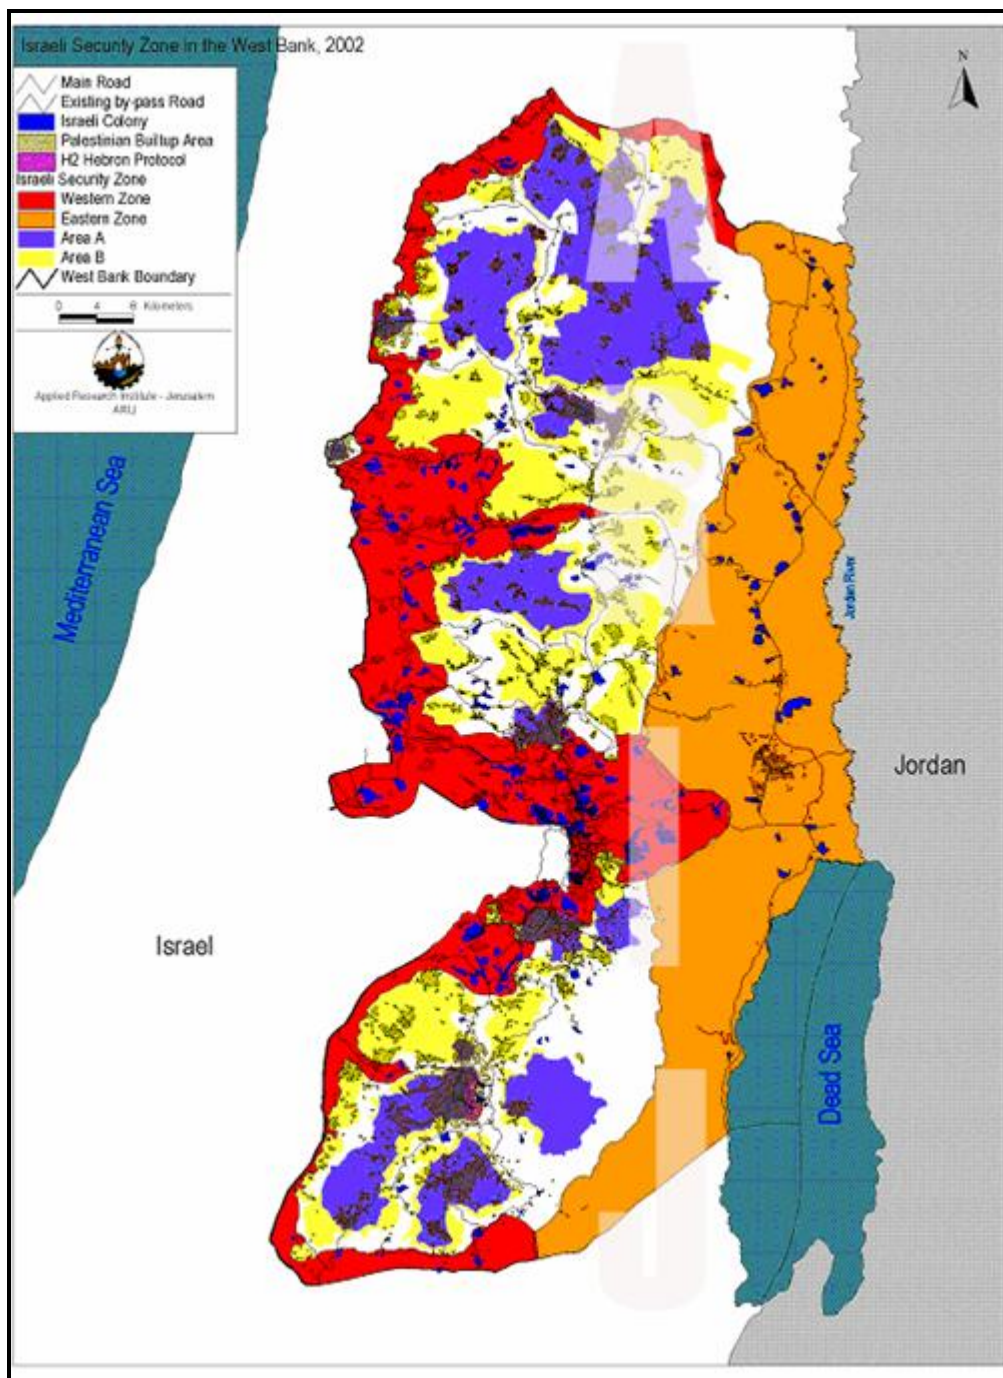 Israeli Security Zone in the West Bank, 2002
N
Main Road
Existing by-pass Road
Israeli Colony
Palestinian Builtup Area
H2 Hebron Protocol
Israeli Security Zone
Western Zone
Eastern Zone
Area A
Area B
West Bank Boundary
0 4 8 Kilometers
Applied Research Institute - Jerusalem
ARIJ
Mediterranean Sea
Jordan River
Jordan
Israel
Dead Sea
A
R
I
J